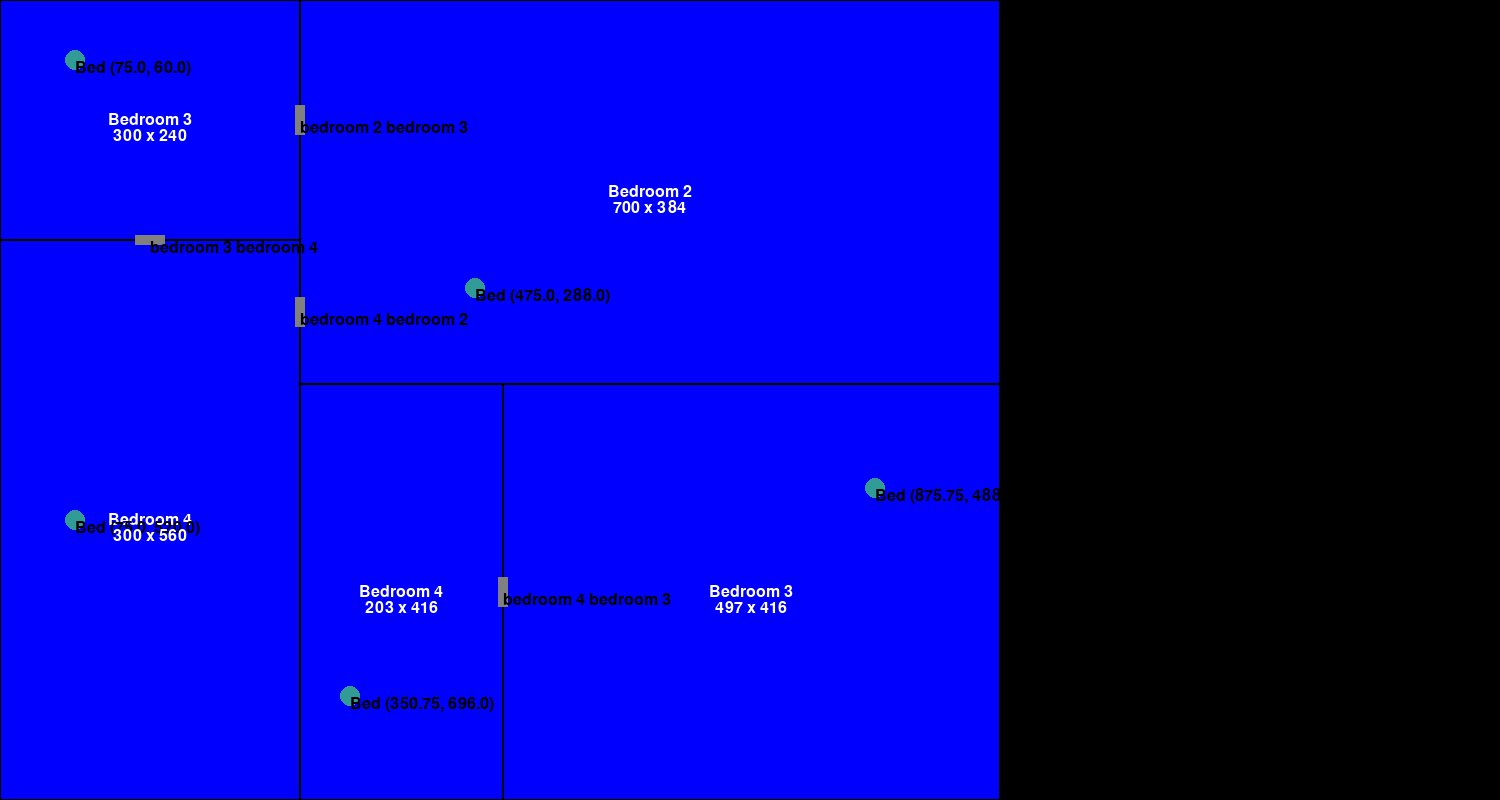 Bed (75.0, 60.0)
Bedroom 3
300 x 240
bedroom 2 bedroom 3
Bedroom 2
700 x 384
bedroom 3 bedroom 4
Bed (475.0, 288.0)
bedroom 4 bedroom 2
Bed (875.75, 488
Bedroom 4
Bed (
300 x 560
Bedroom 4
203 x 416
bedroom 4 bedroom 3
Bedroom 3
497 x 416
Bed (350.75, 696.0)